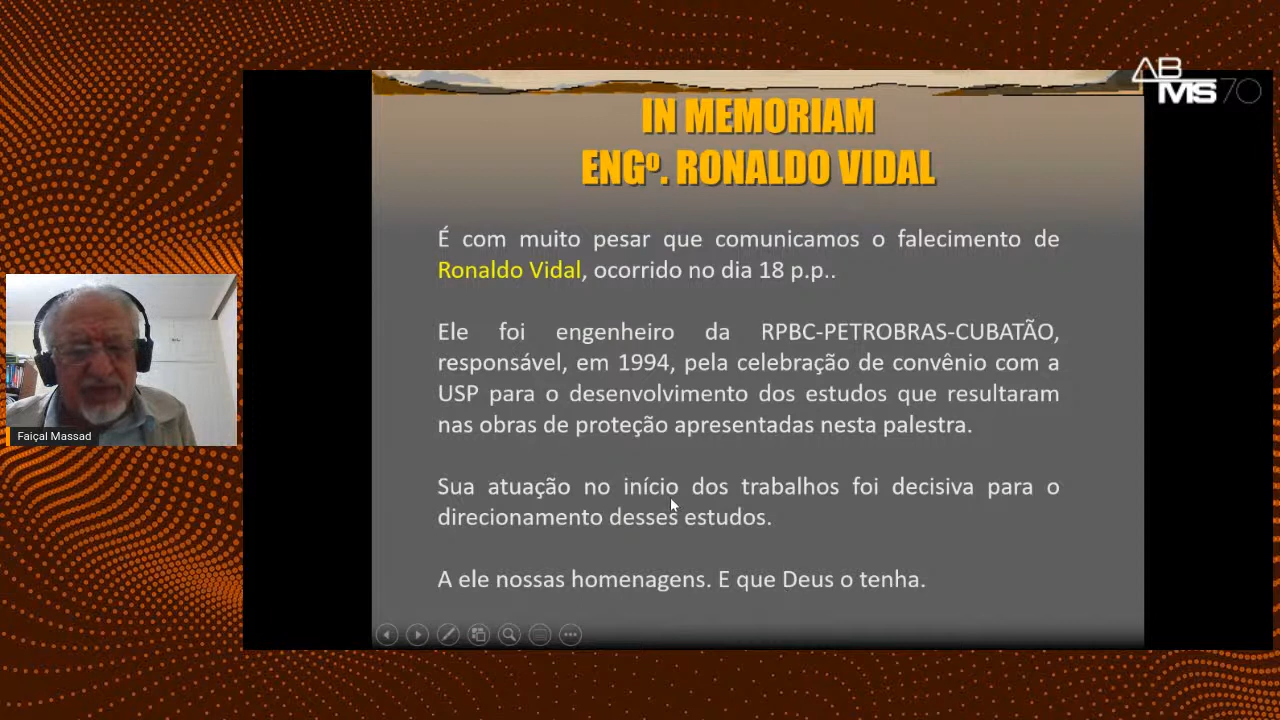 AB
MS 70
IN MEMORIAM
ENGº. RONALDO VIDAL
É com muito pesar que comunicamos o falecimento de
Ronaldo Vidal, ocorrido no dia 18 p.p..
Ele foi engenheiro da RPBC-PETROBRAS-CUBATÃO,
responsável, em 1994, pela celebração de convênio com a
USP para o desenvolvimento dos estudos que resultaram
nas obras de proteção apresentadas nesta palestra.
Sua atuação no início dos trabalhos foi decisiva para o
direcionamento desses estudos.
A ele nossas homenagens. E que Deus o tenha.
Faiçal Massad